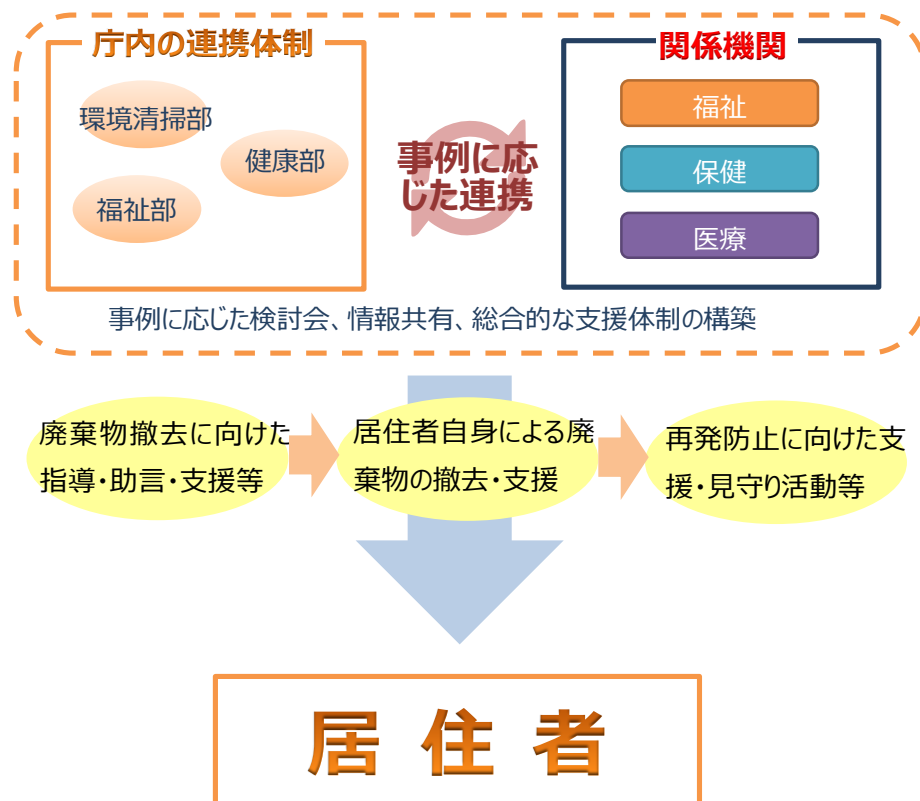 庁内の連携体制
環境清掃部
健康部
福祉部
事例に応
じた連携
関係機関
福祉
保健
医療
事例に応じた検討会、情報共有、総合的な支援体制の構築
廃棄物撤去に向けた
指導・助言・支援等
居住者自身による廃
棄物の撤去・支援
再発防止に向けた支
援・見守り活動等
居 住 者